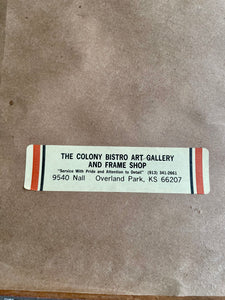 THE COLONY BISTRO ART GALLERY
AND FRAME SHOP
"Service With Pride and Attention to Detail" (913) 341-2661
9540 Nall Overland Park, KS 66207